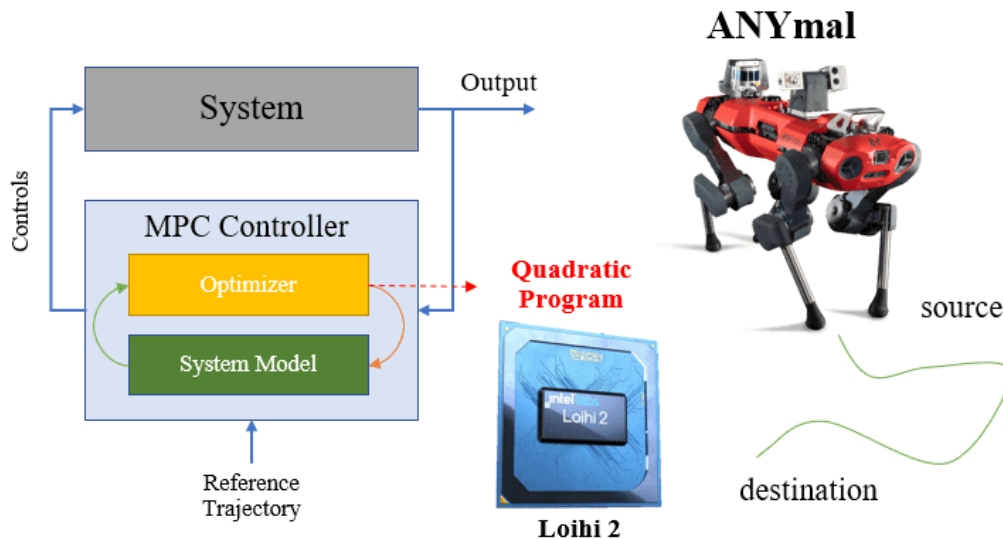 ANYmal
System
Output
Controls
MPC Controller
Optimizer
System Model
Quadratic
Program
intel labs
Loihi 2
Loihi 2
Reference
Trajectory
source
destination